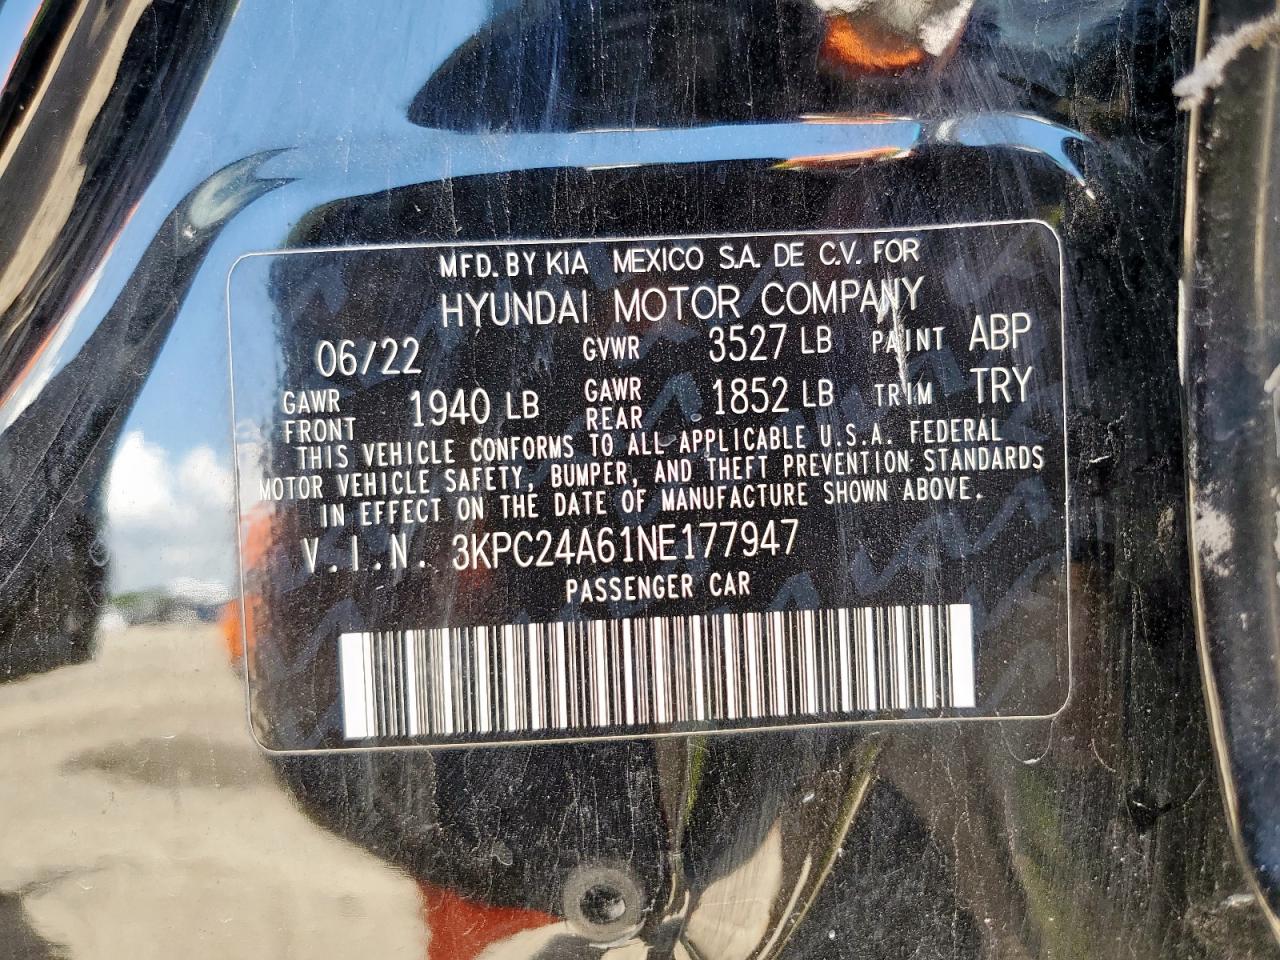 MFD. BY KIA MEXICO S.A. DE C.V. FOR
HYUNDAI MOTOR COMPANY
06/22 GVWR 3527 LB PAINT ABP
GAWR FRONT 1940 LB GAWR REAR 1852 LB TRIM TRY
THIS VEHICLE CONFORMS TO ALL APPLICABLE U.S.A. FEDERAL
MOTOR VEHICLE SAFETY, BUMPER, AND THEFT PREVENTION STANDARDS
IN EFFECT ON THE DATE OF MANUFACTURE SHOWN ABOVE.
V.I.N. 3KPC24A61NE177947
PASSENGER CAR